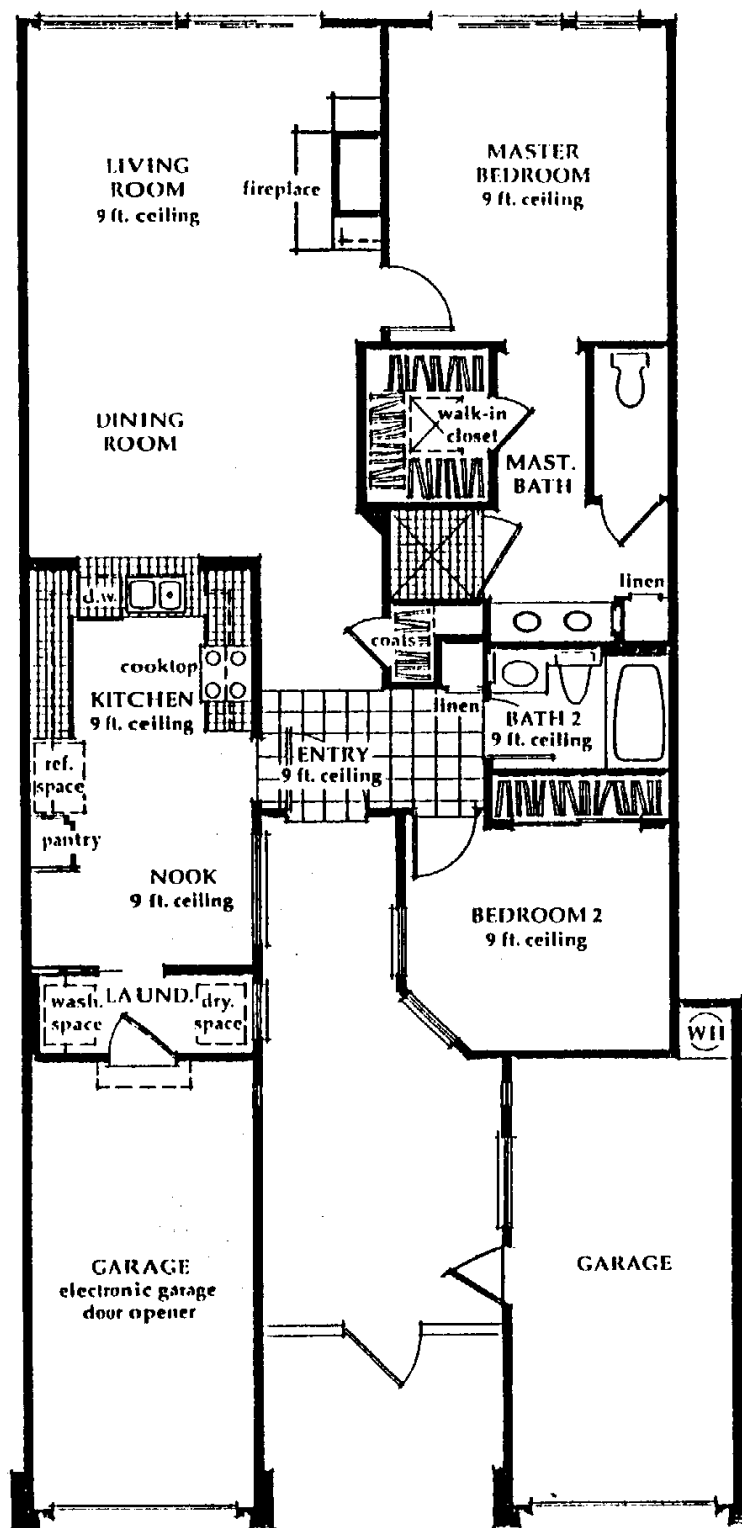 LIVING
ROOM
9 ft. ceiling
fireplace
MASTER
BEDROOM
9 ft. ceiling
DINING
ROOM
walk-in
closet
MAST.
BATH
linen
d.w.
coats
cooktop
KITCHEN
9 ft. ceiling
linen
BATH 2
9 ft. ceiling
ENTRY
9 ft. ceiling
ref.
space
pantry
NOOK
9 ft. ceiling
BEDROOM 2
9 ft. ceiling
wash.
space
LAUND.
dry.
space
WH
GARAGE
electronic garage
door opener
GARAGE